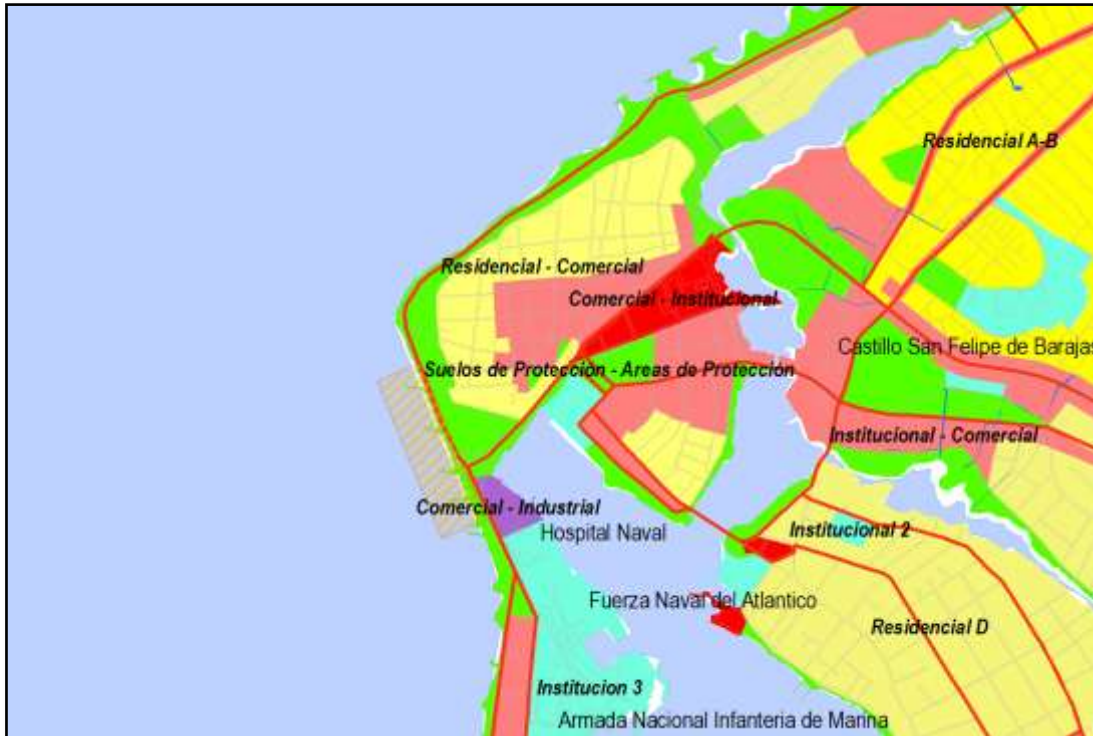 Residencial A-B
Residencial - Comercial
Comercial - Institucional
Castillo San Felipe de Barajas
Suelos de Protección - Areas de Protección
Institucional - Comercial
Comercial - Industrial
Hospital Naval
Institucional 2
Fuerza Naval del Atlantico
Residencial D
Institucion 3
Armada Nacional Infanteria de Marina